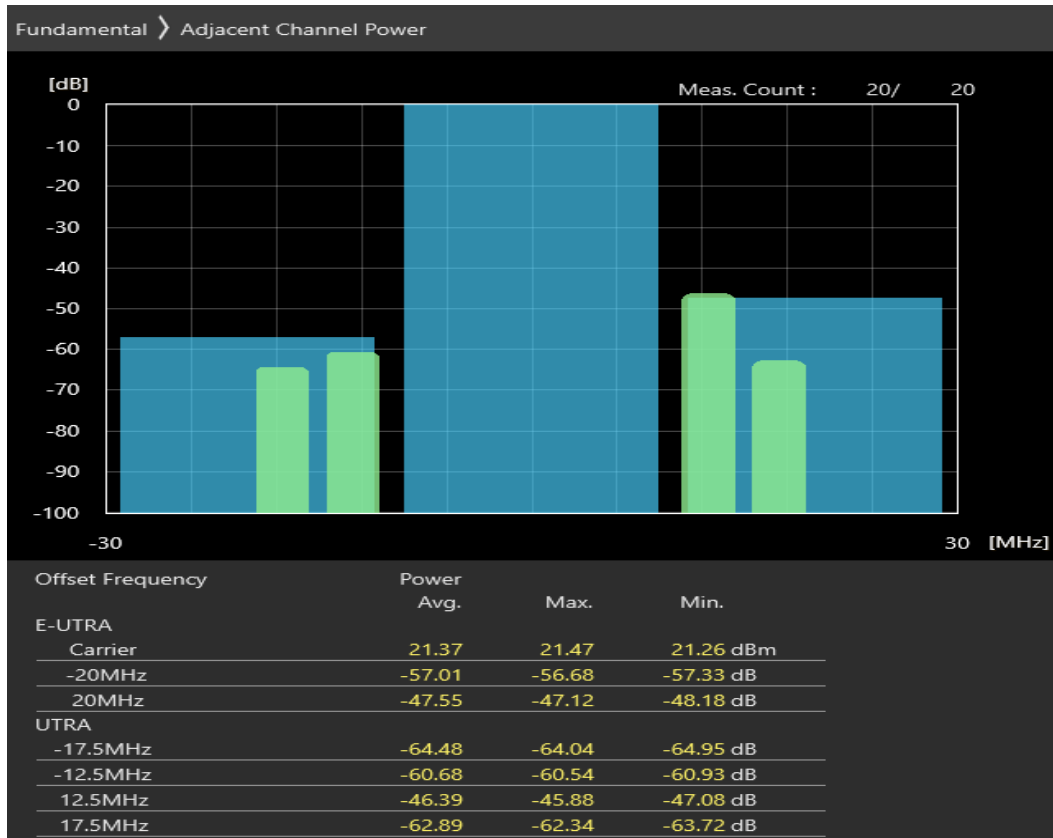 Fundamental 〉 Adjacent Channel Power
[dB]
Meas. Count : 20/ 20
0
-10
-20
-30
-40
-50
-60
-70
-80
-90
-100
-30 30 [MHz]
Offset Frequency Power
Avg. Max. Min.
E-UTRA
Carrier 21.37 21.47 21.26 dBm
-20MHz -57.01 -56.68 -57.33 dB
20MHz -47.55 -47.12 -48.18 dB
UTRA
-17.5MHz -64.48 -64.04 -64.95 dB
-12.5MHz -60.68 -60.54 -60.93 dB
12.5MHz -46.39 -45.88 -47.08 dB
17.5MHz -62.89 -62.34 -63.72 dB